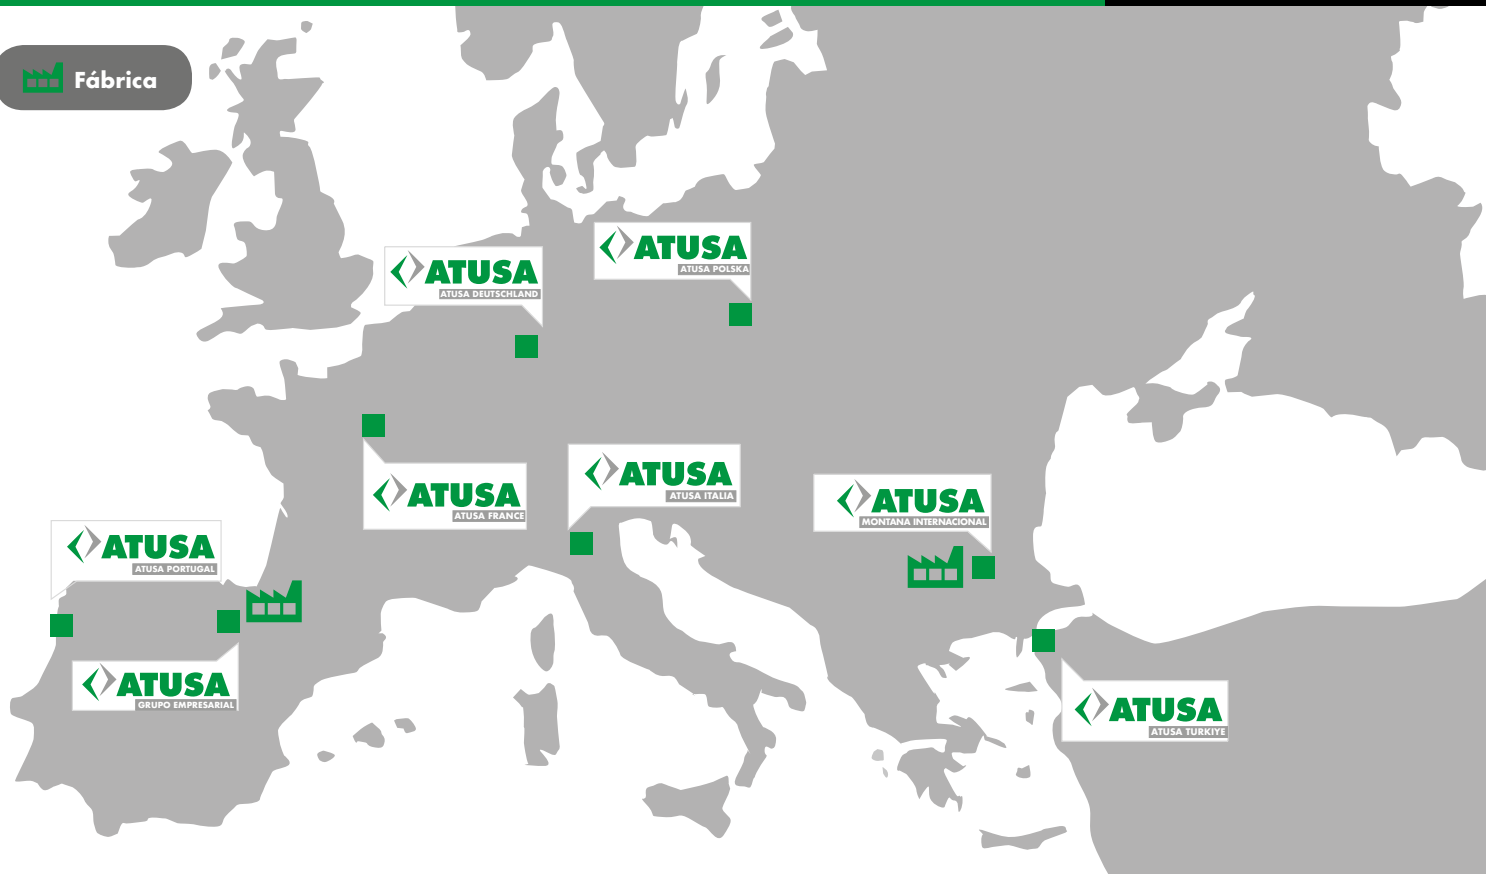 Fábrica
ATUSA
ATUSA POLSKA
ATUSA
ATUSA DEUTSCHLAND
ATUSA
ATUSA ITALIA
ATUSA
ATUSA FRANCE
ATUSA
MONTANA INTERNACIONAL
ATUSA
ATUSA PORTUGAL
ATUSA
GRUPO EMPRESARIAL
ATUSA
ATUSA TURKIYE